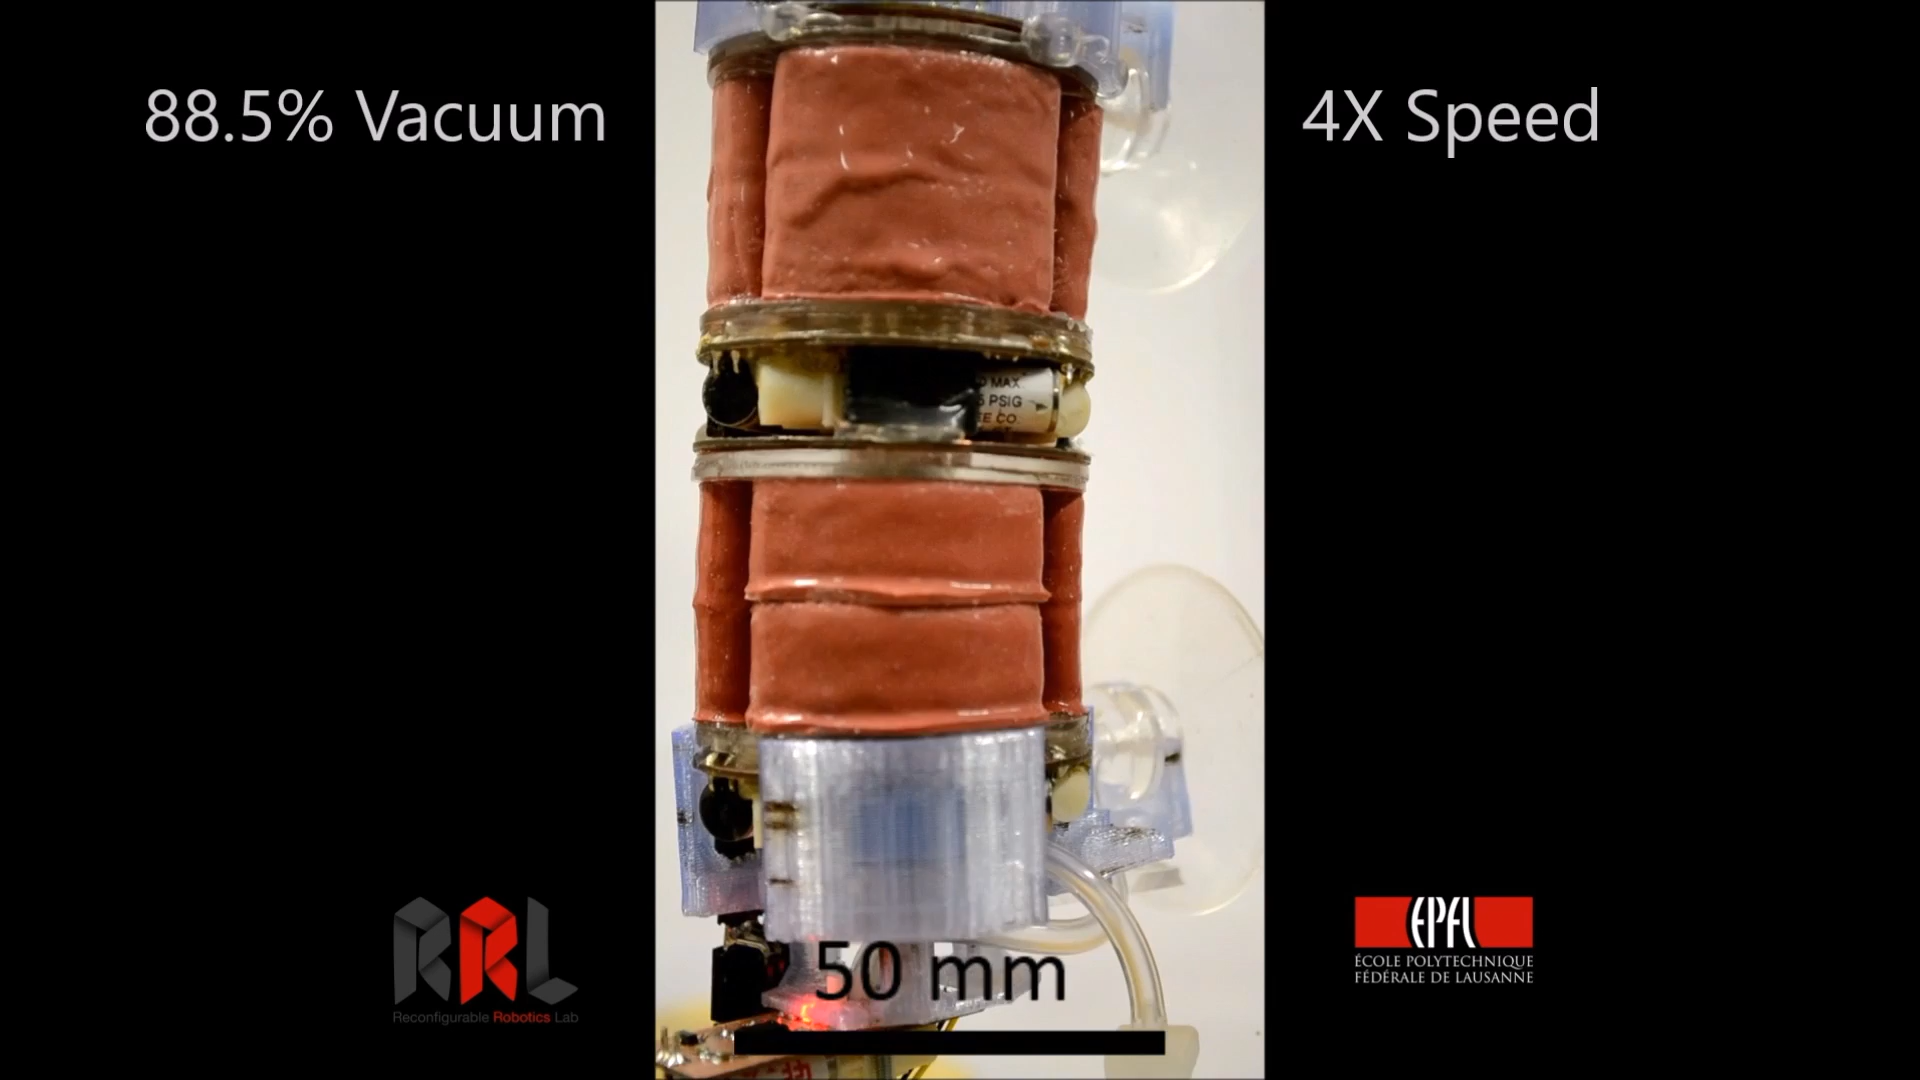 88.5% Vacuum
4X Speed
MAX.
PSIG
CO.
50 mm
RRL
Reconfigurable Robotics Lab
EPFL
ÉCOLE POLYTECHNIQUE
FÉDÉRALE DE LAUSANNE